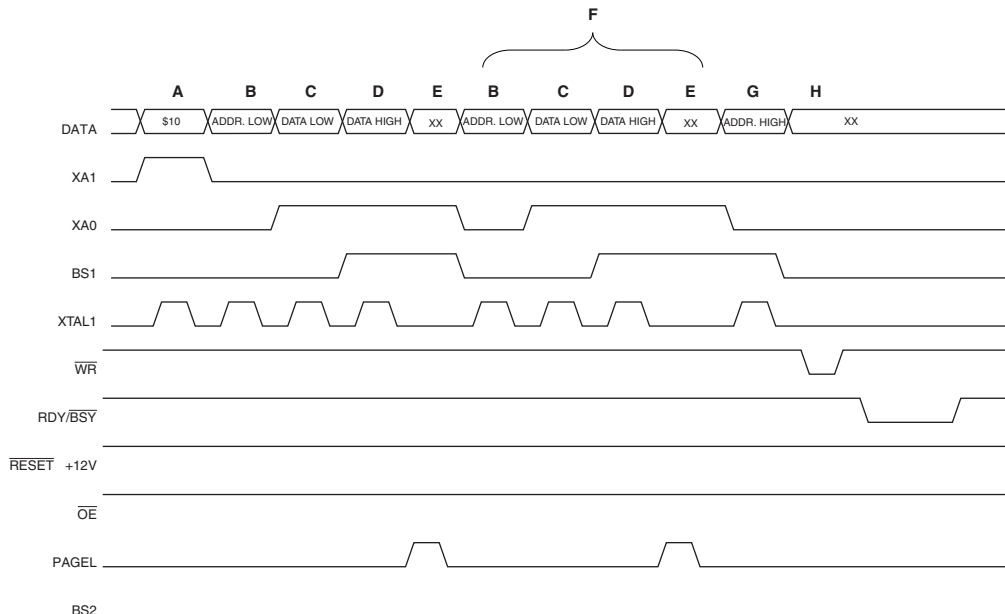 F
A B C D E B C D E G H
DATA $10 ADDR. LOW DATA LOW DATA HIGH XX ADDR. LOW DATA LOW DATA HIGH XX ADDR. HIGH XX
XA1
XA0
BS1
XTAL1
WR
RDY/BSY
RESET +12V
OE
PAGEL
BS2